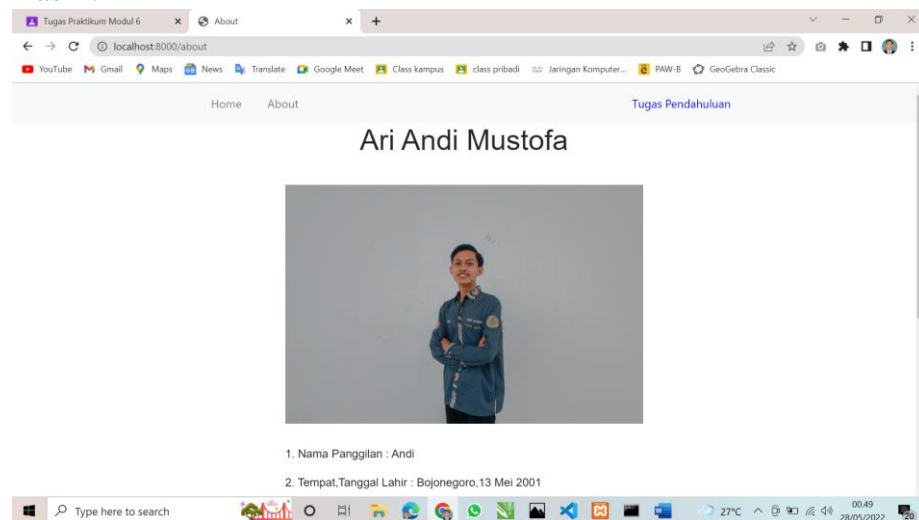 Tugas Praktikum Modul 6
About
localhost:8000/about
YouTube Gmail Maps News Translate Google Meet Class kampus class pribadi Jaringan Komputer... PAW-B GeoGebra Classic
Home About Tugas Pendahuluan
Ari Andi Mustofa
1. Nama Panggilan : Andi
2. Tempat,Tanggal Lahir : Bojonegoro,13 Mei 2001
Type here to search
27°C
00.49
28/05/2022
20